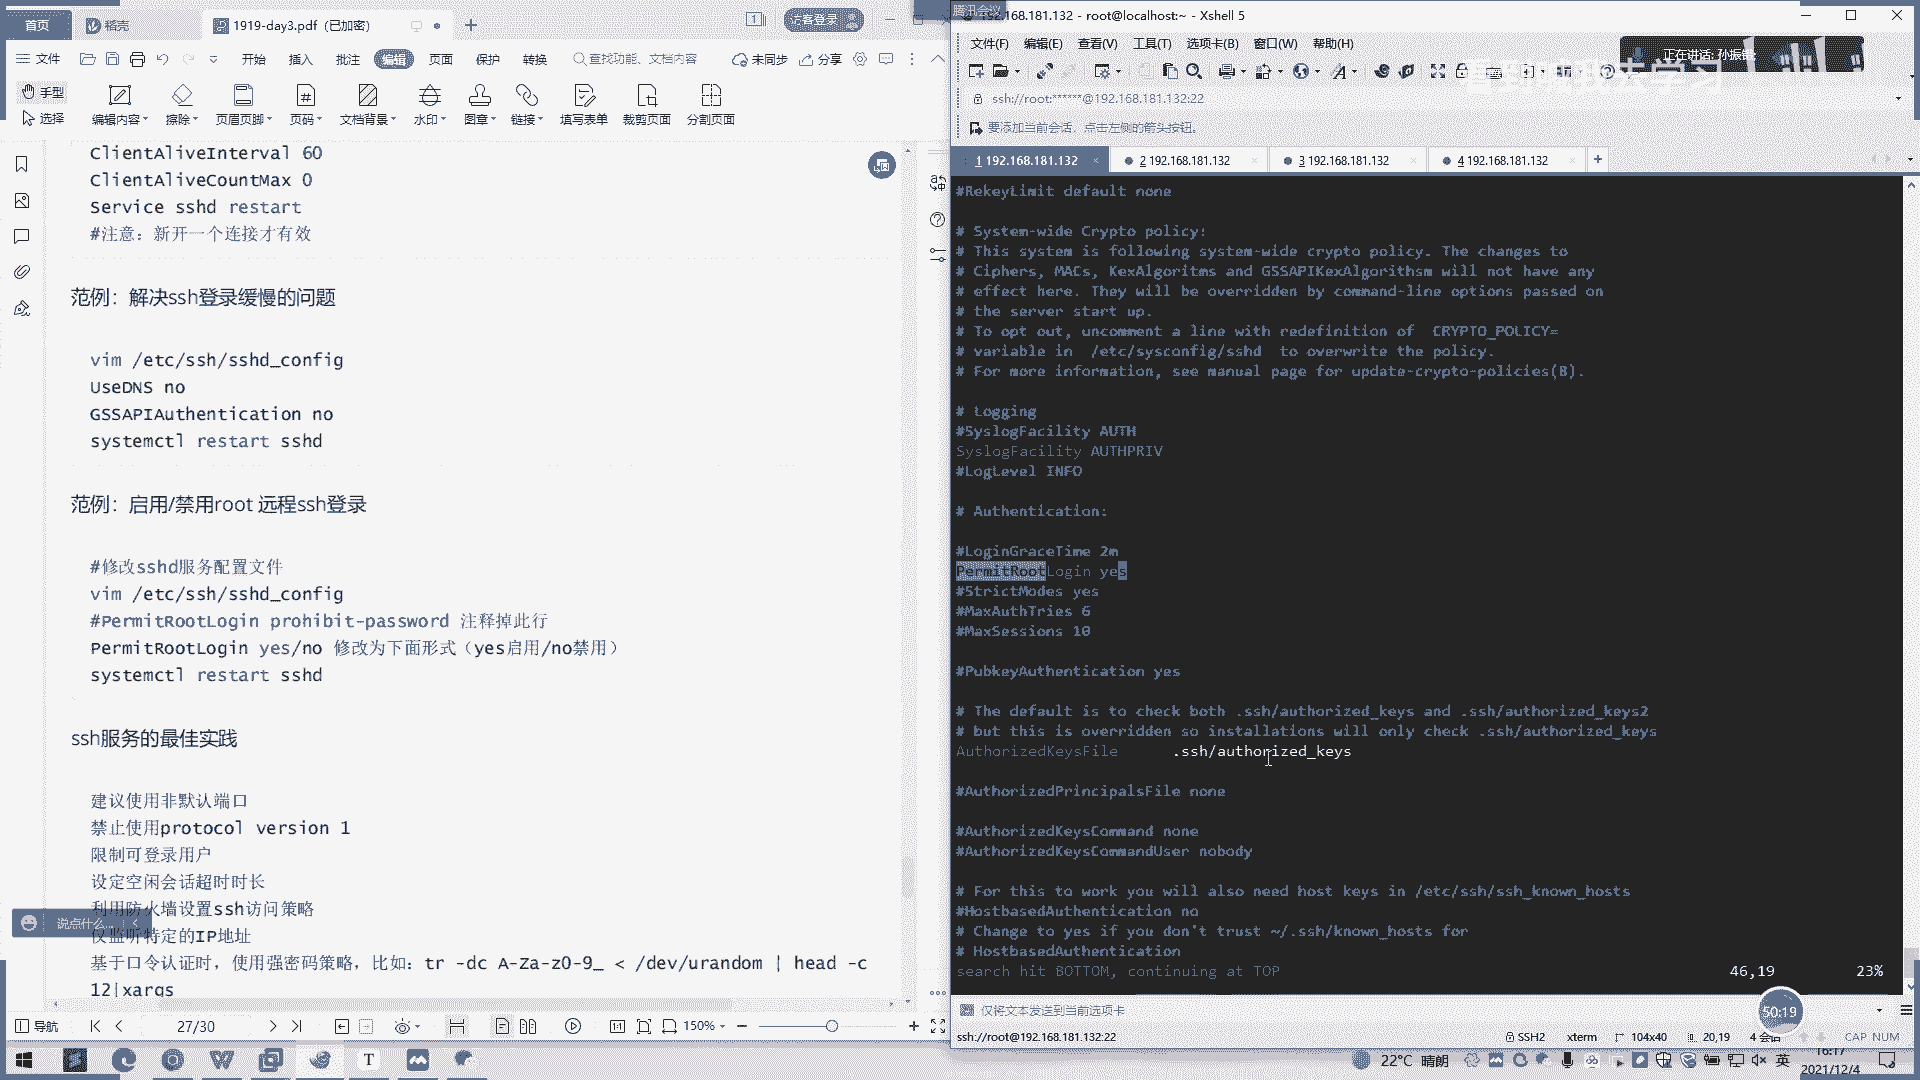 首页
稻壳
1919-day3.pdf (已加密)
访客登录
文件
开始
插入
批注
编辑
页面
保护
转换
查找功能、文档内容
未同步
分享
手型
选择
编辑内容
擦除
页眉页脚
页码
文档背景
水印
图章
链接
填写表单
裁剪页面
分割页面
ClientAliveInterval 60
ClientAliveCountMax 0
Service sshd restart
#注意：新开一个连接才有效
范例：解决ssh登录缓慢的问题
vim /etc/ssh/sshd_config
UseDNS no
GSSAPIAuthentication no
systemctl restart sshd
范例：启用/禁用root 远程ssh登录
#修改sshd服务配置文件
vim /etc/ssh/sshd_config
#PermitRootLogin prohibit-password 注释掉此行
PermitRootLogin yes/no 修改为下面形式（yes启用/no禁用）
systemctl restart sshd
ssh服务的最佳实践
建议使用非默认端口
禁止使用protocol version 1
限制可登录用户
设定空闲会话超时时长
利用防火墙设置ssh访问策略
仅监听特定的IP地址
基于口令认证时，使用强密码策略，比如：tr -dc A-Za-z0-9_ < /dev/urandom | head -c
12|xargs
说点什么...
导航
27/30
150%
腾讯会议
192.168.181.132 - root@localhost:~ - Xshell 5
文件(F)
编辑(E)
查看(V)
工具(T)
选项卡(B)
窗口(W)
帮助(H)
正在讲话: 孙振
ssh://root:******@192.168.181.132:22
要添加当前会话，点击左侧的箭头按钮。
1 192.168.181.132
2 192.168.181.132
3 192.168.181.132
4 192.168.181.132
#RekeyLimit default none
# System-wide Crypto policy:
# This system is following system-wide crypto policy. The changes to
# Ciphers, MACs, KexAlgoritms and GSSAPIKexAlgorithsm will not have any
# effect here. They will be overridden by command-line options passed on
# the server start up.
# To opt out, uncomment a line with redefinition of  CRYPTO_POLICY=
# variable in  /etc/sysconfig/sshd  to overwrite the policy.
# For more information, see manual page for update-crypto-policies(8).
# Logging
#SyslogFacility AUTH
SyslogFacility AUTHPRIV
#LogLevel INFO
# Authentication:
#LoginGraceTime 2m
PermitRootLogin yes
#StrictModes yes
#MaxAuthTries 6
#MaxSessions 10
#PubkeyAuthentication yes
# The default is to check both .ssh/authorized_keys and .ssh/authorized_keys2
# but this is overridden so installations will only check .ssh/authorized_keys
AuthorizedKeysFile      .ssh/authorized_keys
#AuthorizedPrincipalsFile none
#AuthorizedKeysCommand none
#AuthorizedKeysCommandUser nobody
# For this to work you will also need host keys in /etc/ssh/ssh_known_hosts
#HostbasedAuthentication no
# Change to yes if you don't trust ~/.ssh/known_hosts for
# HostbasedAuthentication
search hit BOTTOM, continuing at TOP
46,19
23%
仅将文本发送到当前选项卡
50:19
ssh://root@192.168.181.132:22
SSH2
xterm
104x40
20,19
4 会话
CAP NUM
22°C 晴朗
英
16:17
2021/12/4